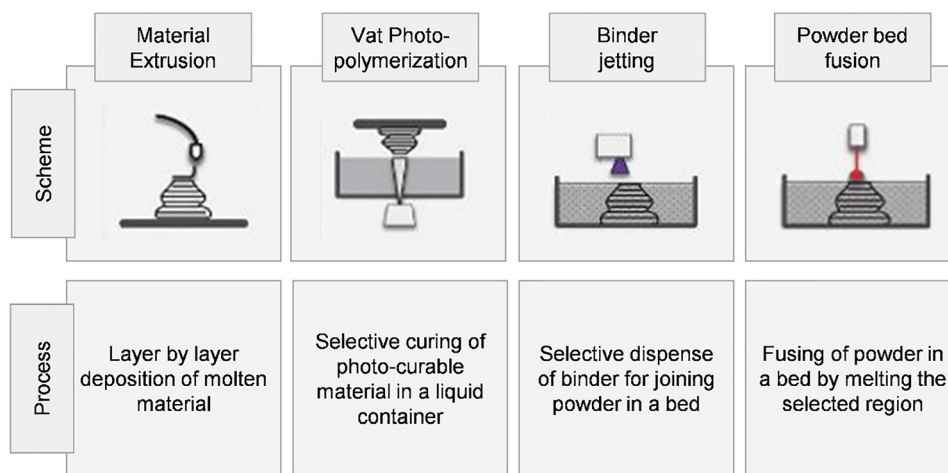 Material
Extrusion
Vat Photo-
polymerization
Binder
jetting
Powder bed
fusion
Scheme
Process
Layer by layer
deposition of molten
material
Selective curing of
photo-curable
material in a liquid
container
Selective dispense
of binder for joining
powder in a bed
Fusing of powder in
a bed by melting the
selected region